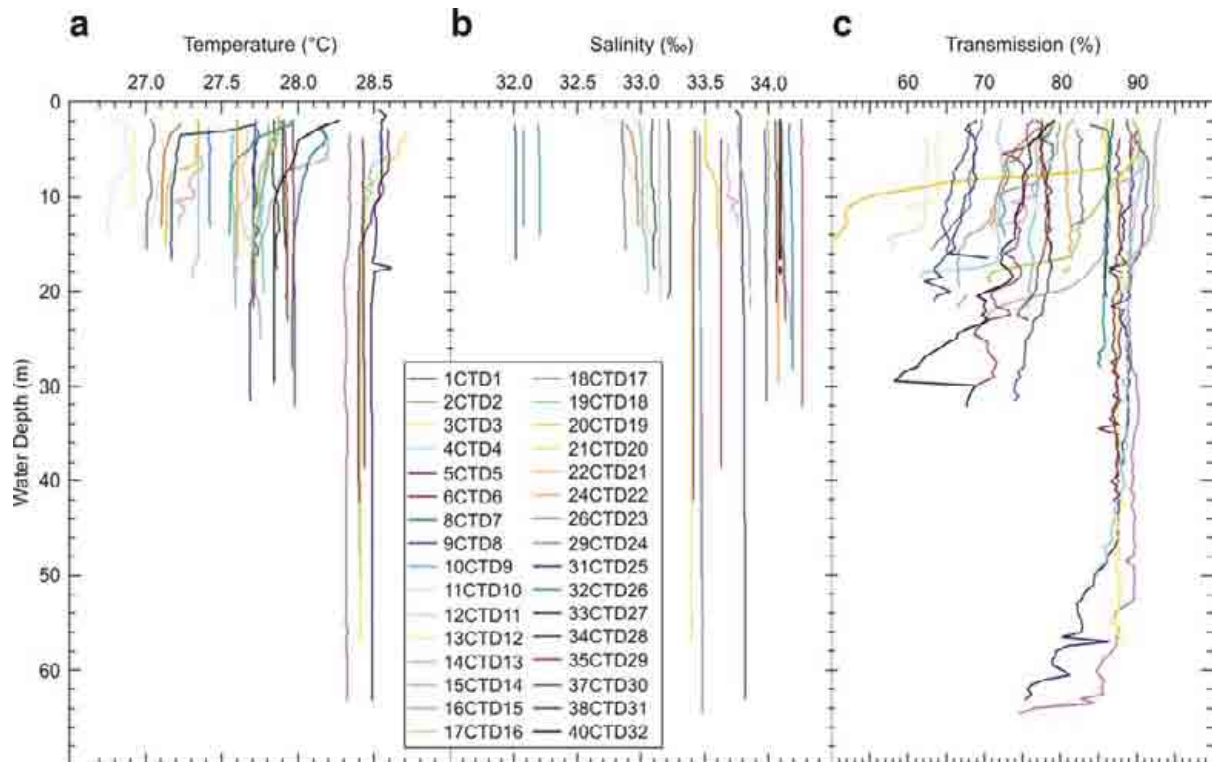 a b c
Temperature (°C) Salinity (‰) Transmission (%)
27.0 27.5 28.0 28.5 32.0 32.5 33.0 33.5 34.0 60 70 80 90
0
10
20
30
40
50
60
Water Depth (m)
1CTD1 18CTD17
2CTD2 19CTD18
3CTD3 20CTD19
4CTD4 21CTD20
5CTD5 22CTD21
6CTD6 24CTD22
8CTD7 26CTD23
9CTD8 29CTD24
10CTD9 31CTD25
11CTD10 32CTD26
12CTD11 33CTD27
13CTD12 34CTD28
14CTD13 35CTD29
15CTD14 37CTD30
16CTD15 38CTD31
17CTD16 40CTD32